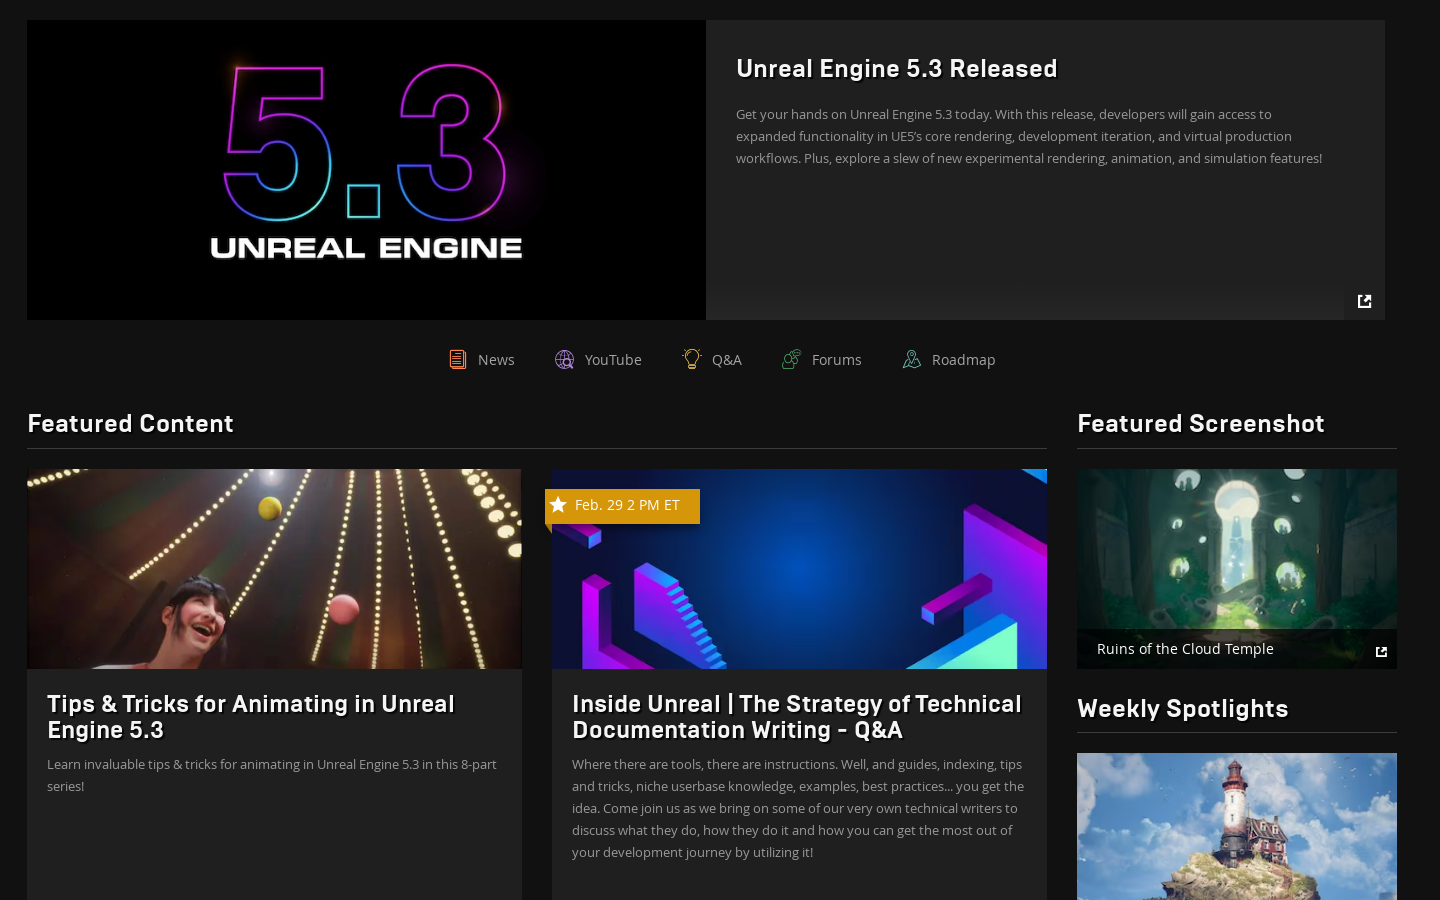 5.3
UNREAL ENGINE
Unreal Engine 5.3 Released
Get your hands on Unreal Engine 5.3 today. With this release, developers will gain access to
expanded functionality in UE5’s core rendering, development iteration, and virtual production
workflows. Plus, explore a slew of new experimental rendering, animation, and simulation features!
News
YouTube
Q&A
Forums
Roadmap
Featured Content
Feb. 29 2 PM ET
Tips & Tricks for Animating in Unreal
Engine 5.3
Learn invaluable tips & tricks for animating in Unreal Engine 5.3 in this 8-part
series!
Inside Unreal | The Strategy of Technical
Documentation Writing - Q&A
Where there are tools, there are instructions. Well, and guides, indexing, tips
and tricks, niche userbase knowledge, examples, best practices... you get the
idea. Come join us as we bring on some of our very own technical writers to
discuss what they do, how they do it and how you can get the most out of
your development journey by utilizing it!
Featured Screenshot
Ruins of the Cloud Temple
Weekly Spotlights